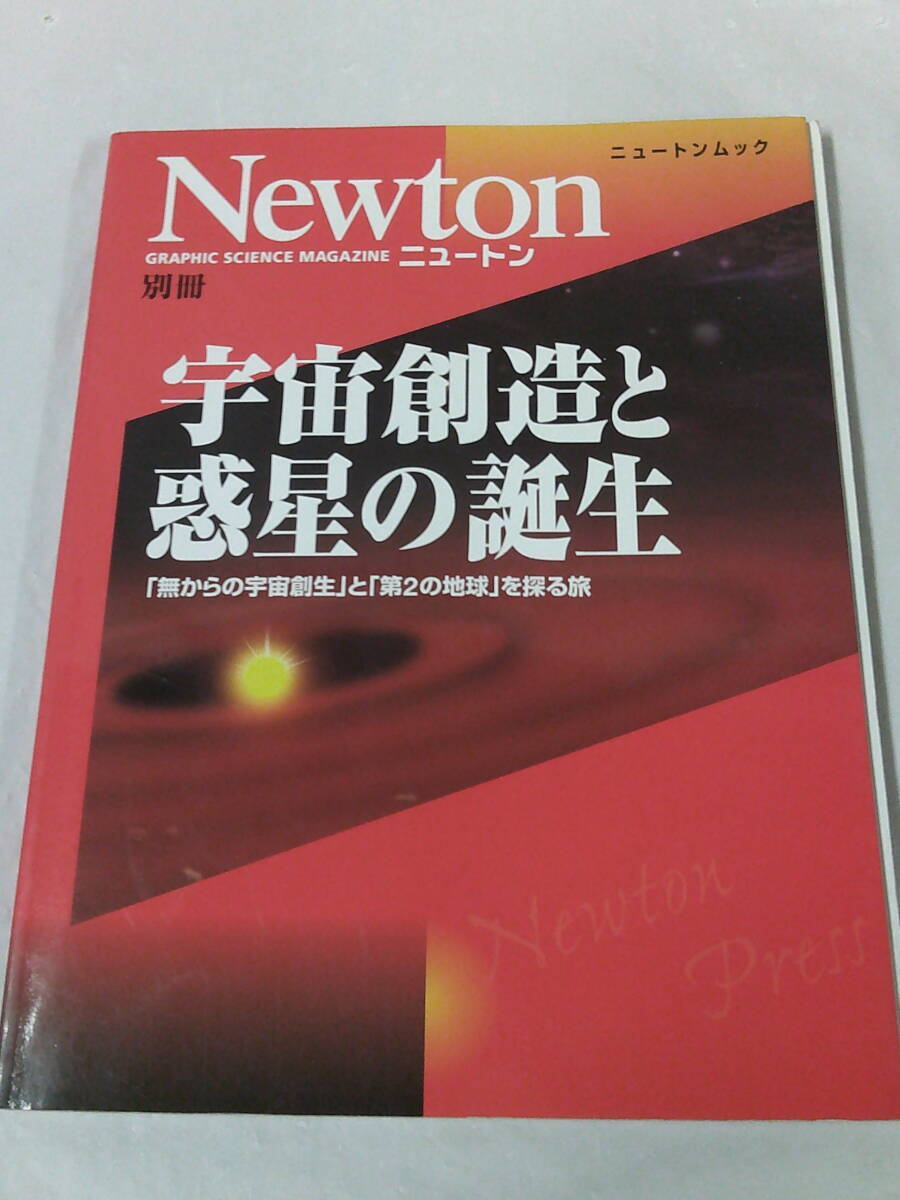 ニュートンムック
Newton
GRAPHIC SCIENCE MAGAZINE ニュートン
別冊
宇宙創造と
惑星の誕生
「無からの宇宙創生」と「第2の地球」を探る旅
Newton
Press